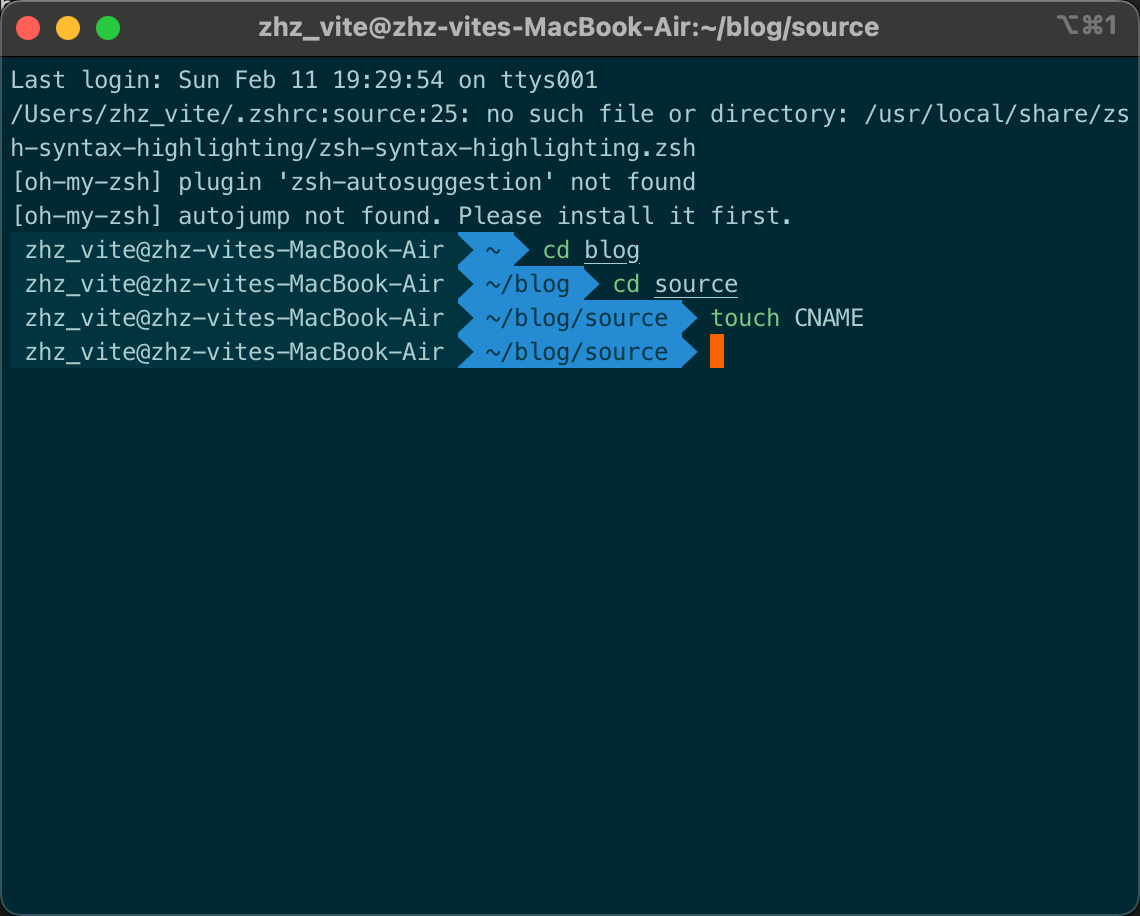 zhz_vite@zhz-vites-MacBook-Air:~/blog/source ⌥⌘1
Last login: Sun Feb 11 19:29:54 on ttys001
/Users/zhz_vite/.zshrc:source:25: no such file or directory: /usr/local/share/zs
h-syntax-highlighting/zsh-syntax-highlighting.zsh
[oh-my-zsh] plugin 'zsh-autosuggestion' not found
[oh-my-zsh] autojump not found. Please install it first.
zhz_vite@zhz-vites-MacBook-Air ~ cd blog
zhz_vite@zhz-vites-MacBook-Air ~/blog cd source
zhz_vite@zhz-vites-MacBook-Air ~/blog/source touch CNAME
zhz_vite@zhz-vites-MacBook-Air ~/blog/source